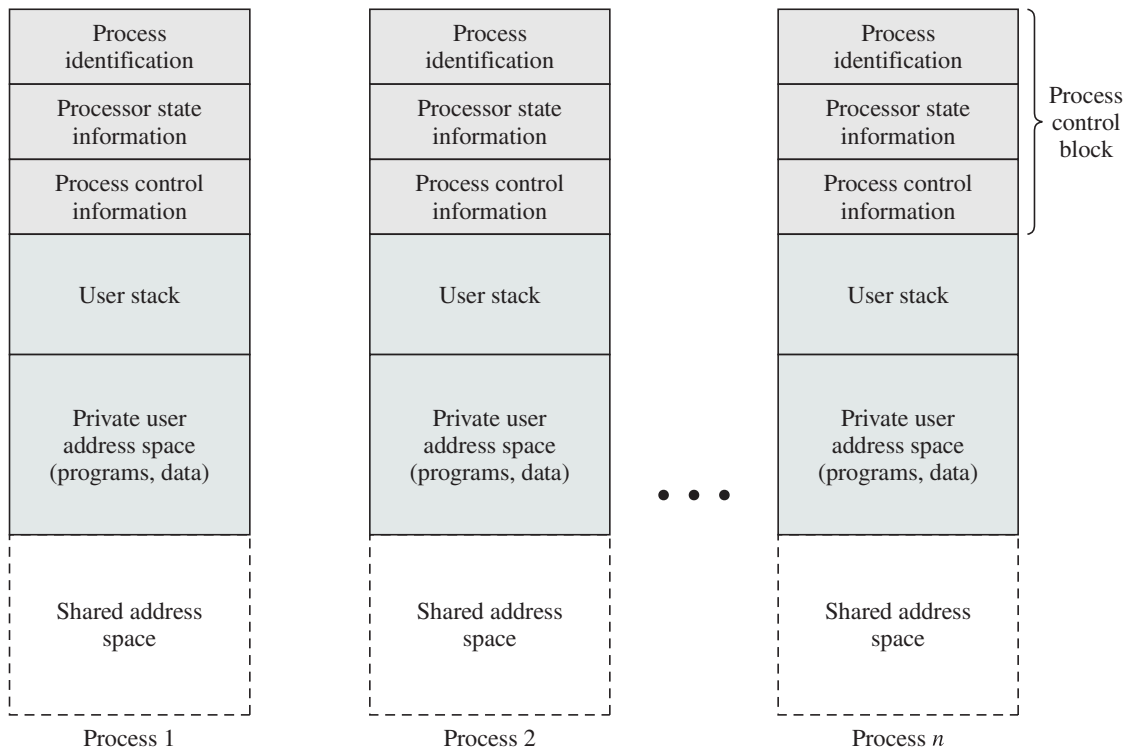 Process
identification
Processor state
information
Process control
information
User stack
Private user
address space
(programs, data)
Shared address
space
Process 1
Process
identification
Processor state
information
Process control
information
User stack
Private user
address space
(programs, data)
Shared address
space
Process 2
Process
identification
Processor state
information
Process control
information
User stack
Private user
address space
(programs, data)
Shared address
space
Process n
Process
control
block